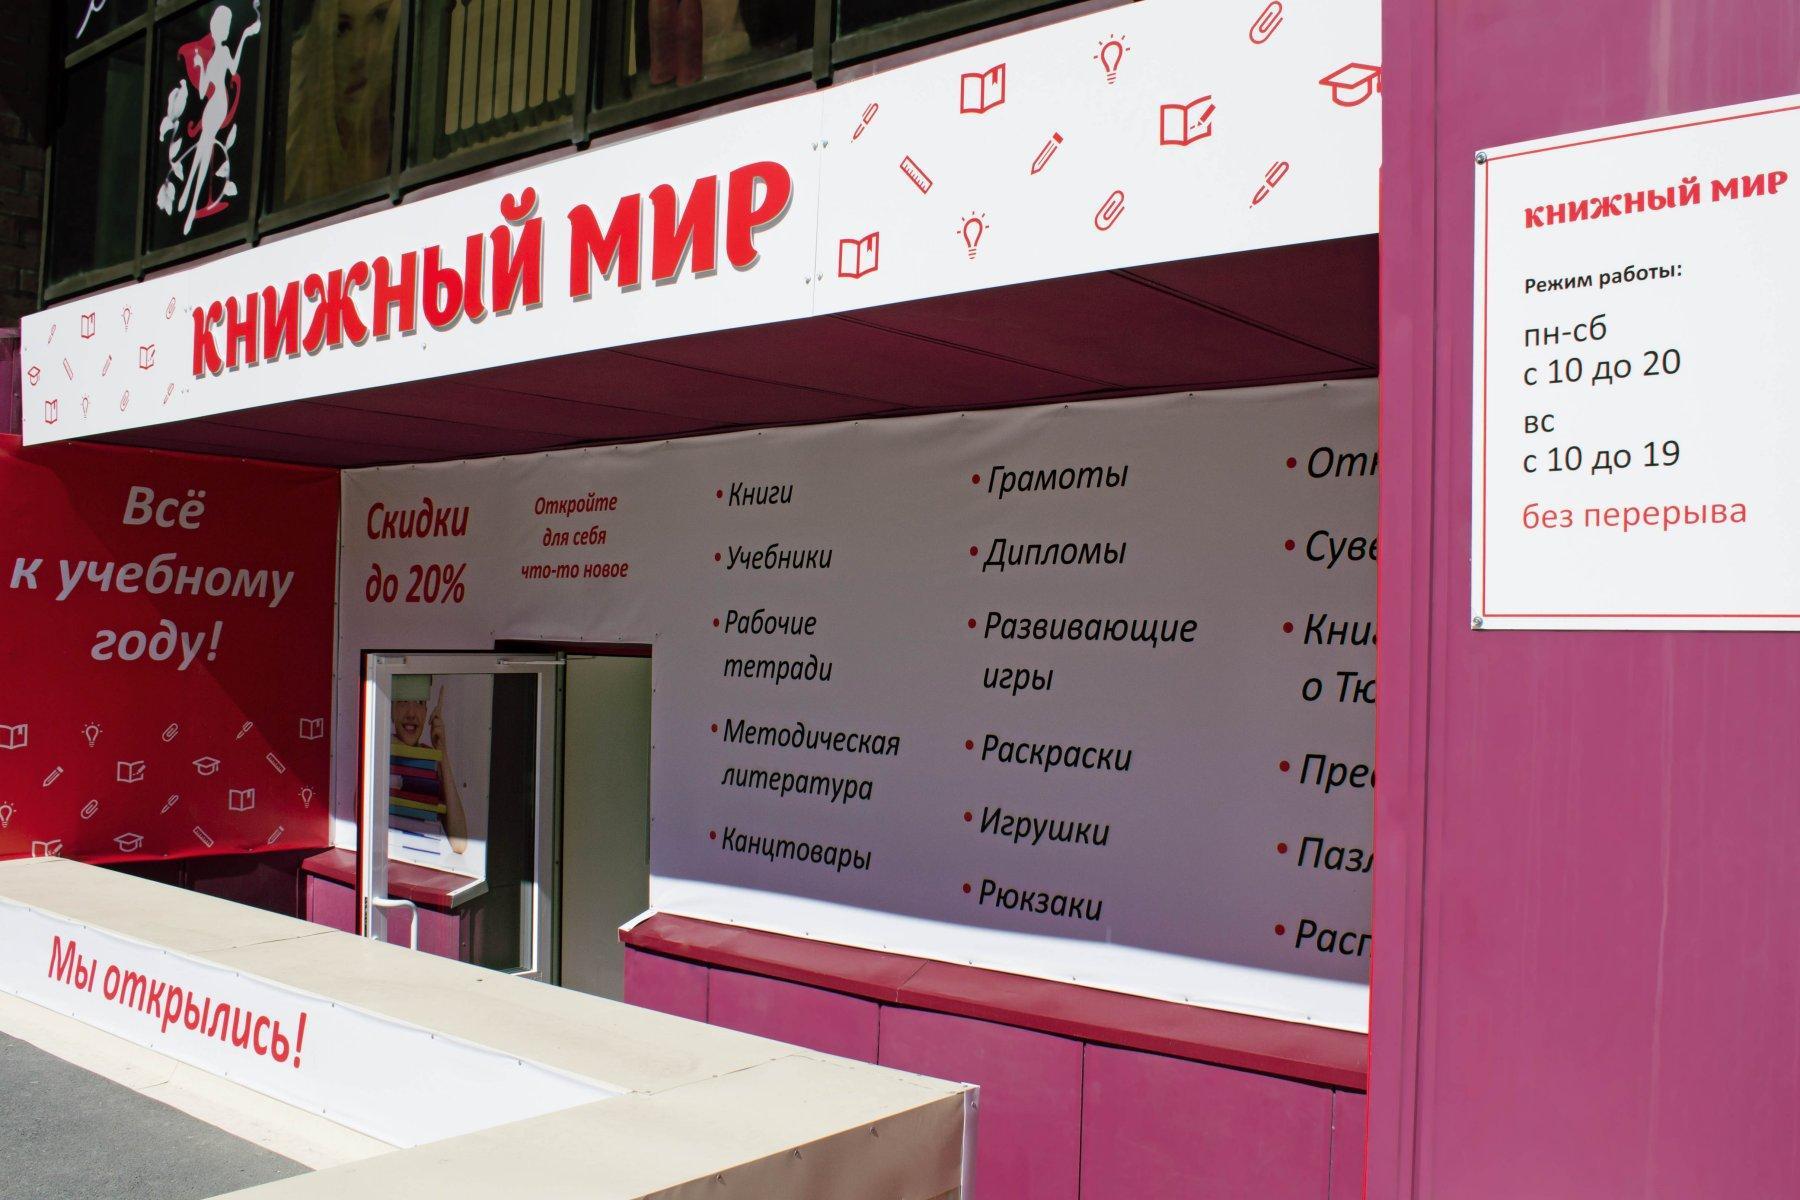 КНИЖНЫЙ МИР
КНИЖНЫЙ МИР
Режим работы:
пн-сб
с 10 до 20
вс
с 10 до 19
без перерыва
Всё
к учебному
году!
Скидки
до 20%
Откройте
для себя
что-то новое
• Книги
• Учебники
• Рабочие
тетради
• Методическая
литература
• Канцтовары
• Грамоты
• Дипломы
• Развивающие
игры
• Раскраски
• Игрушки
• Рюкзаки
Мы открылись!